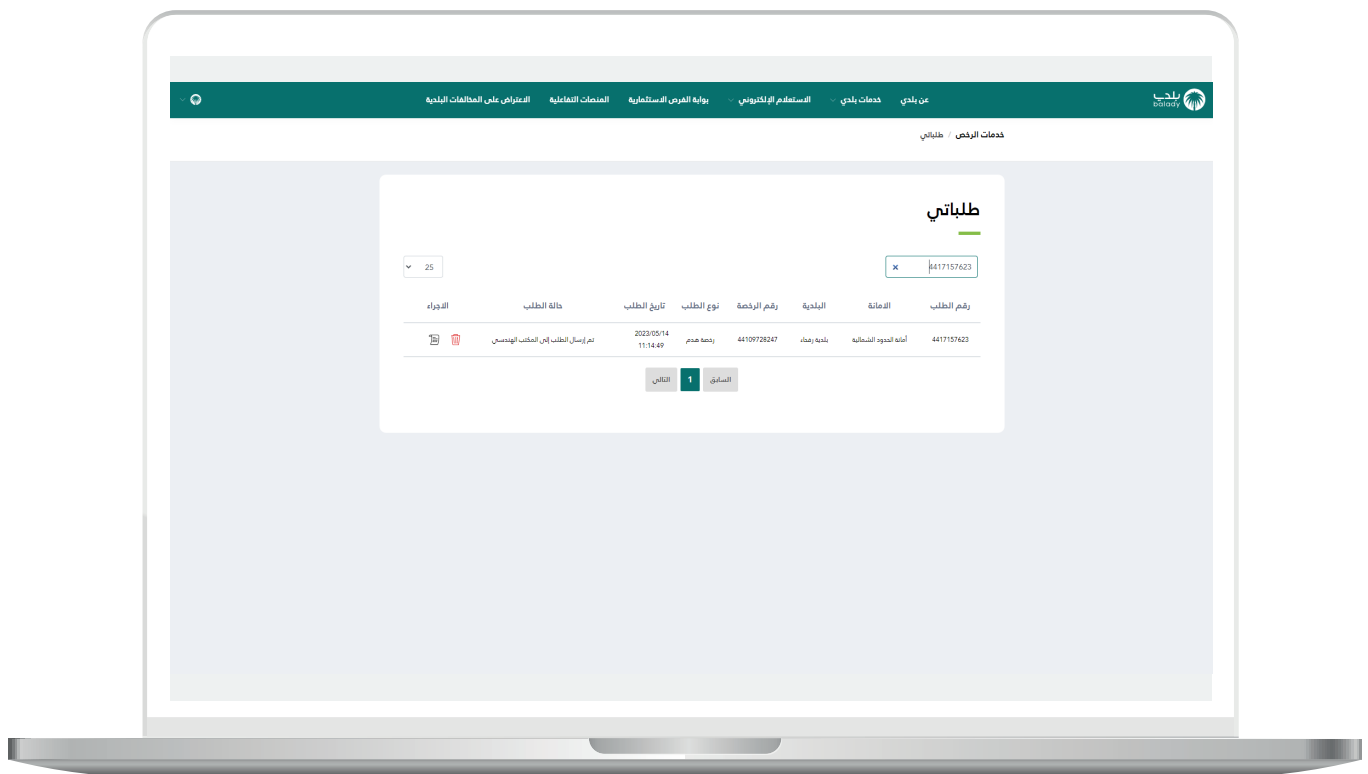 بلدي
balady
عن بلدي خدمات بلدي الاستعلام الإلكتروني بوابة الفرص الاستثمارية المنصات التفاعلية الاعتراض على المخالفات البلدية
خدمات الرخص / طلباتي
طلباتي
4417157623 × 25
رقم الطلب الامانة البلدية رقم الرخصة نوع الطلب تاريخ الطلب حالة الطلب الاجراء
4417157623 أمانة الحدود الشمالية بلدية رفحاء 44109728247 رخصة هدم 2023/05/14 11:14:49 تم إرسال الطلب إلى المكتب الهندسي
السابق 1 التالي